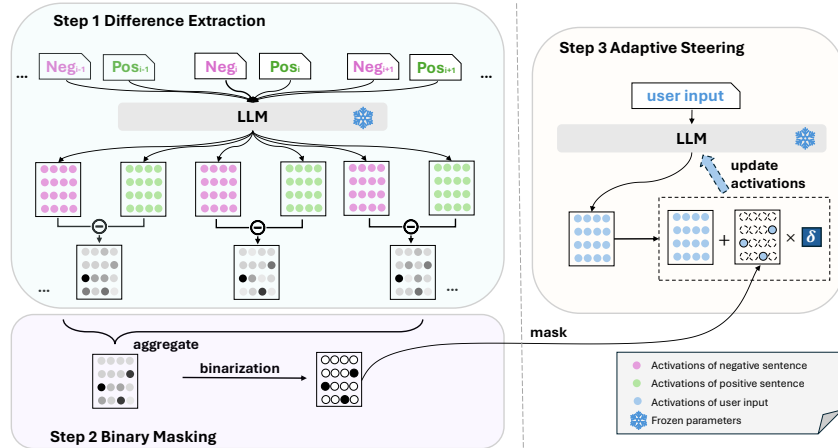 Step 1 Difference Extraction
... Negᵢ₋₁ Posᵢ₋₁ Negᵢ Posᵢ Negᵢ₊₁ Posᵢ₊₁ ...
LLM
... ...
aggregate
binarization
Step 2 Binary Masking
mask
Step 3 Adaptive Steering
user input
LLM
update
activations
+ × δ
Activations of negative sentence
Activations of positive sentence
Activations of user input
Frozen parameters